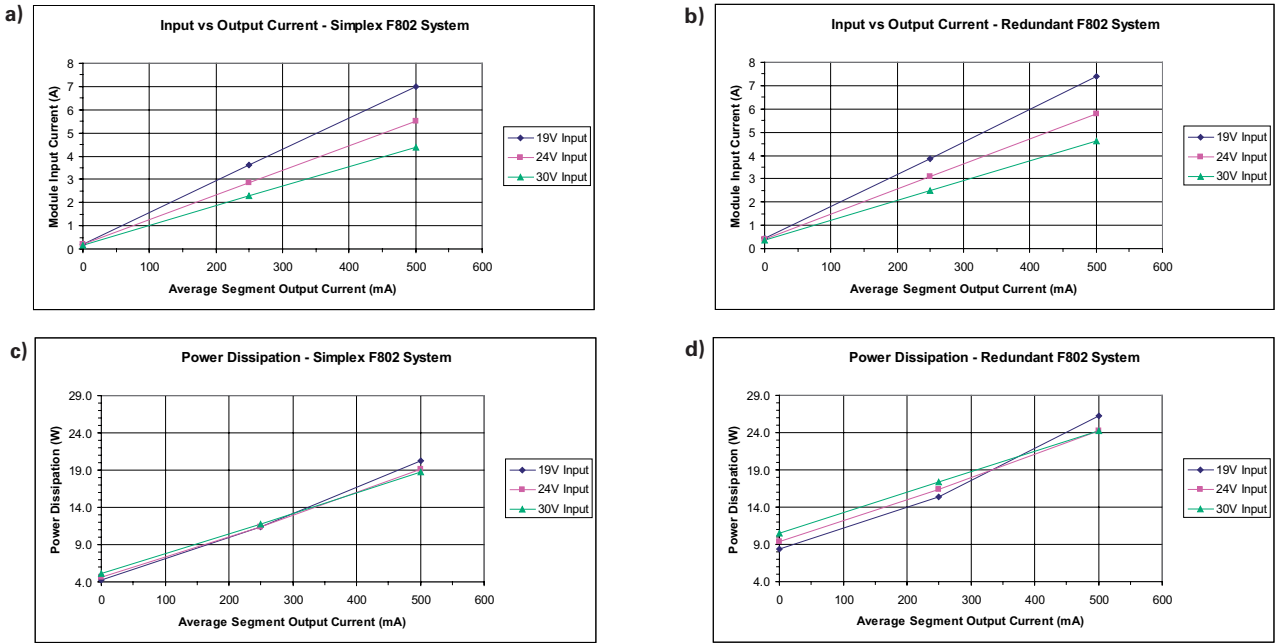 a)
Input vs Output Current - Simplex F802 System
Module Input Current (A)
8
7
6
5
4
3
2
1
0
0 100 200 300 400 500 600
Average Segment Output Current (mA)
19V Input
24V Input
30V Input
b)
Input vs Output Current - Redundant F802 System
Module Input Current (A)
8
7
6
5
4
3
2
1
0
0 100 200 300 400 500 600
Average Segment Output Current (mA)
19V Input
24V Input
30V Input
c)
Power Dissipation - Simplex F802 System
Power Dissipation (W)
29.0
24.0
19.0
14.0
9.0
4.0
0 100 200 300 400 500 600
Average Segment Output Current (mA)
19V Input
24V Input
30V Input
d)
Power Dissipation - Redundant F802 System
Power Dissipation (W)
29.0
24.0
19.0
14.0
9.0
4.0
0 100 200 300 400 500 600
Average Segment Output Current (mA)
19V Input
24V Input
30V Input